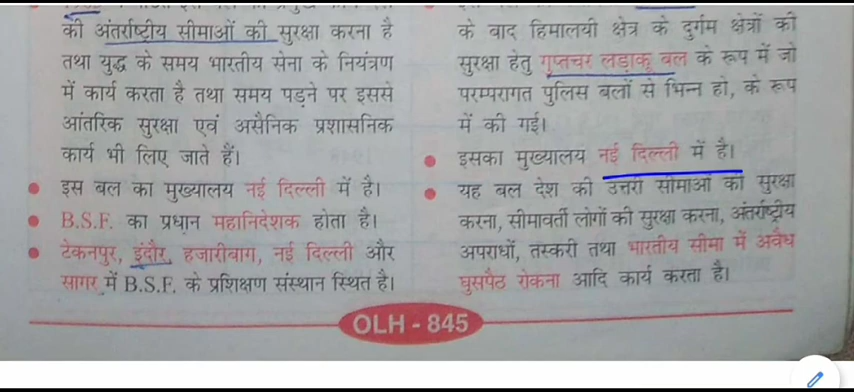 की अंतर्राष्ट्रीय सीमाओं की सुरक्षा करना है
तथा युद्ध के समय भारतीय सेना के नियंत्रण
में कार्य करता है तथा समय पड़ने पर इससे
आंतरिक सुरक्षा एवं असैनिक प्रशासनिक
कार्य भी लिए जाते हैं।
इस बल का मुख्यालय नई दिल्ली में है।
B.S.F. का प्रधान महानिदेशक होता है।
टेकनपुर, इंदौर, हजारीबाग, नई दिल्ली और
सागर में B.S.F. के प्रशिक्षण संस्थान स्थित है।
के बाद हिमालयी क्षेत्र के दुर्गम क्षेत्रों की
सुरक्षा हेतु गुप्तचर लड़ाकू बल के रूप में जो
परम्परागत पुलिस बलों से भिन्न हो, के रूप
में की गई।
इसका मुख्यालय नई दिल्ली में है।
यह बल देश की उत्तरी सीमाओं की सुरक्षा
करना, सीमावर्ती लोगों की सुरक्षा करना, अंतर्राष्ट्रीय
अपराधों, तस्करी तथा भारतीय सीमा में अवैध
घुसपैठ रोकना आदि कार्य करता है।
OLH - 845